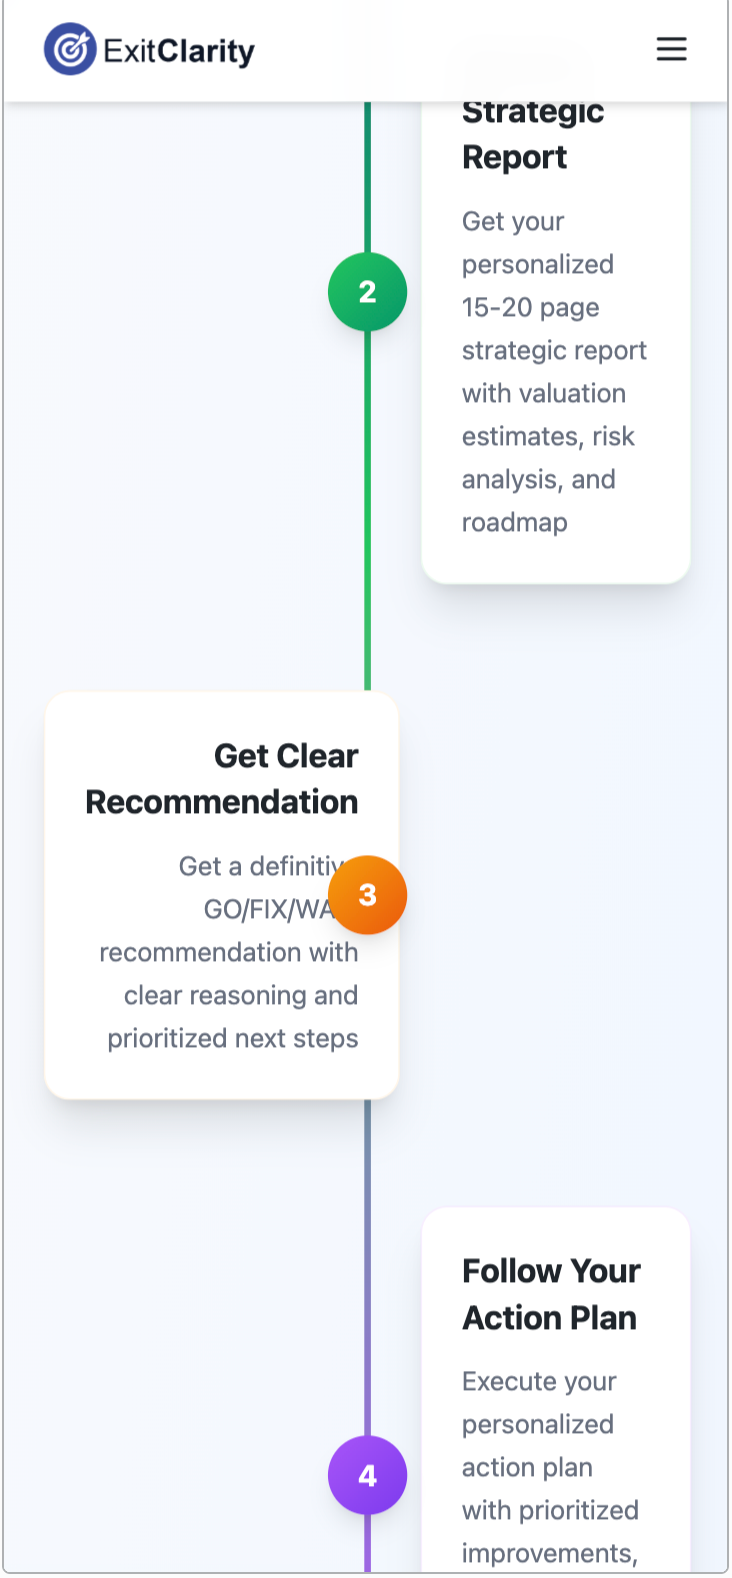 ExitClarity
Strategic
Report
Get your
personalized
15-20 page
strategic report
with valuation
estimates, risk
analysis, and
roadmap
2
Get Clear
Recommendation
Get a definitiv
GO/FIX/WA
recommendation with
clear reasoning and
prioritized next steps
3
Follow Your
Action Plan
Execute your
personalized
action plan
with prioritized
improvements,
4